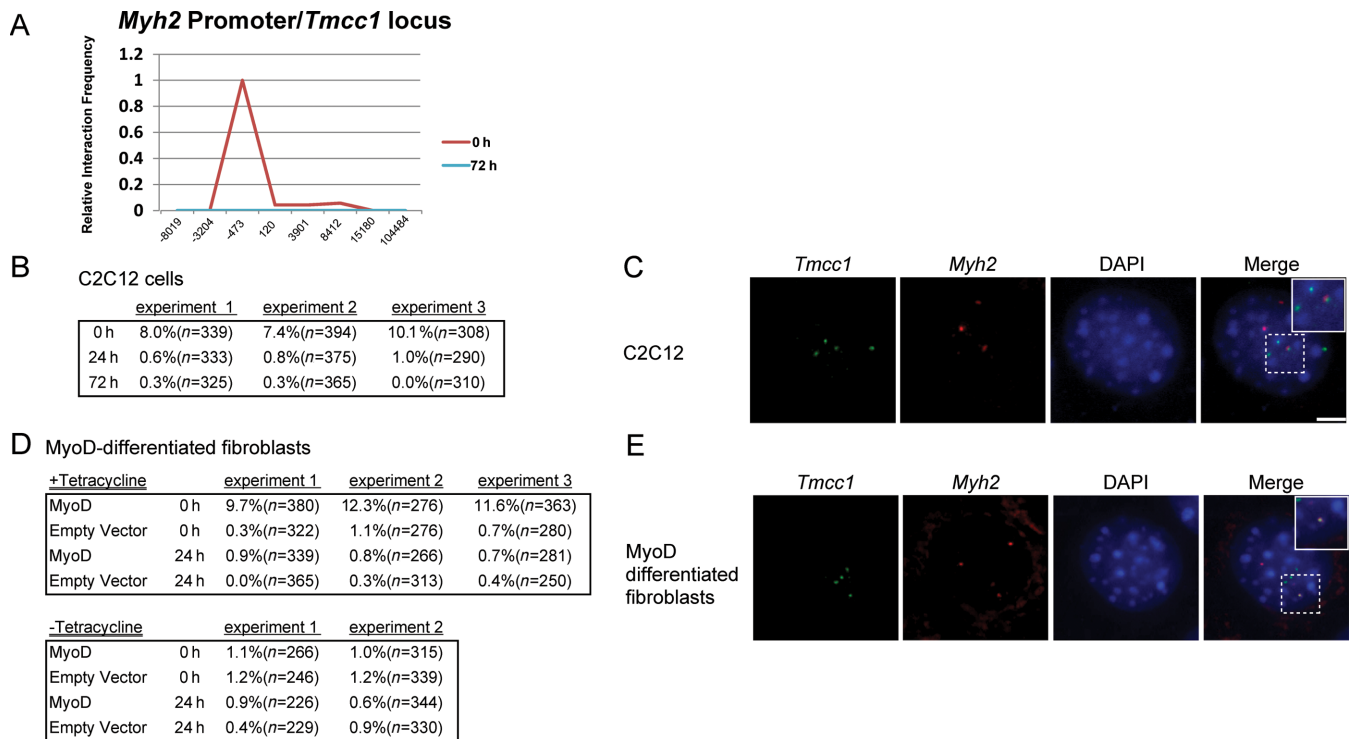 A
Myh2 Promoter/Tmcc1 locus
Relative Interaction Frequency
1.2
1
0.8
0.6
0.4
0.2
0
-8019
-3204
-473
120
3901
8412
15180
104484
0 h
72 h
B
C2C12 cells
experiment 1 experiment 2 experiment 3
0 h 8.0%(n=339) 7.4%(n=394) 10.1%(n=308)
24 h 0.6%(n=333) 0.8%(n=375) 1.0%(n=290)
72 h 0.3%(n=325) 0.3%(n=365) 0.0%(n=310)
C
Tmcc1 Myh2 DAPI Merge
C2C12
D MyoD-differentiated fibroblasts
+Tetracycline experiment 1 experiment 2 experiment 3
MyoD 0 h 9.7%(n=380) 12.3%(n=276) 11.6%(n=363)
Empty Vector 0 h 0.3%(n=322) 1.1%(n=276) 0.7%(n=280)
MyoD 24 h 0.9%(n=339) 0.8%(n=266) 0.7%(n=281)
Empty Vector 24 h 0.0%(n=365) 0.3%(n=313) 0.4%(n=250)
-Tetracycline experiment 1 experiment 2
MyoD 0 h 1.1%(n=266) 1.0%(n=315)
Empty Vector 0 h 1.2%(n=246) 1.2%(n=339)
MyoD 24 h 0.9%(n=226) 0.6%(n=344)
Empty Vector 24 h 0.4%(n=229) 0.9%(n=330)
E
Tmcc1 Myh2 DAPI Merge
MyoD
differentiated
fibroblasts